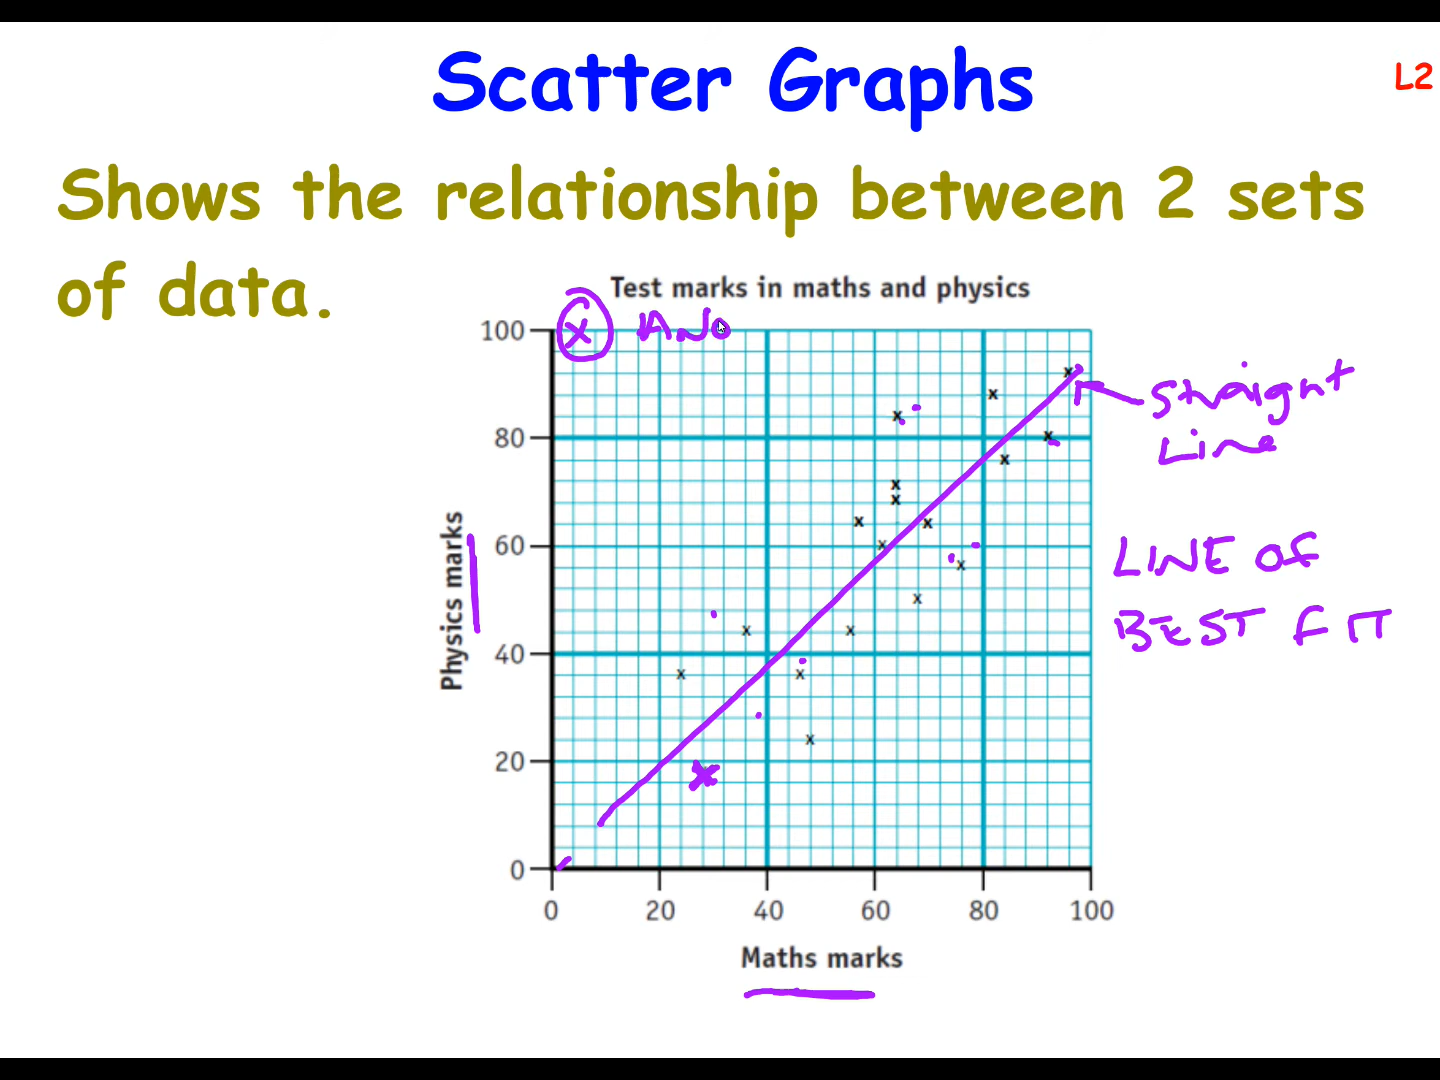 Scatter Graphs
L2
Shows the relationship between 2 sets
of data.
Test marks in maths and physics
x Ano
100
80
60
40
20
0
Physics marks
0 20 40 60 80 100
Maths marks
Straight
Line
LINE OF
BEST FIT